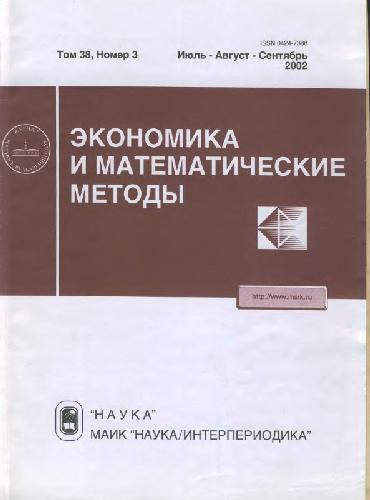 ISSN 0424-7388
Том 38, Номер 3
Июль - Август - Сентябрь
2002
ЭКОНОМИКА
И МАТЕМАТИЧЕСКИЕ
МЕТОДЫ
http://www.maik.ru
"НАУКА"
МАИК "НАУКА/ИНТЕРПЕРИОДИКА"